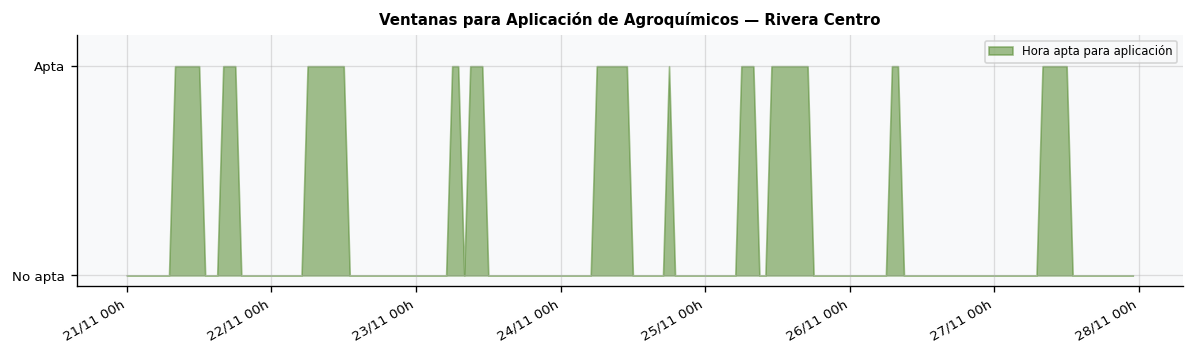 Ventanas para Aplicación de Agroquímicos — Rivera Centro
Hora apta para aplicación
Apta
No apta
21/11 00h
22/11 00h
23/11 00h
24/11 00h
25/11 00h
26/11 00h
27/11 00h
28/11 00h